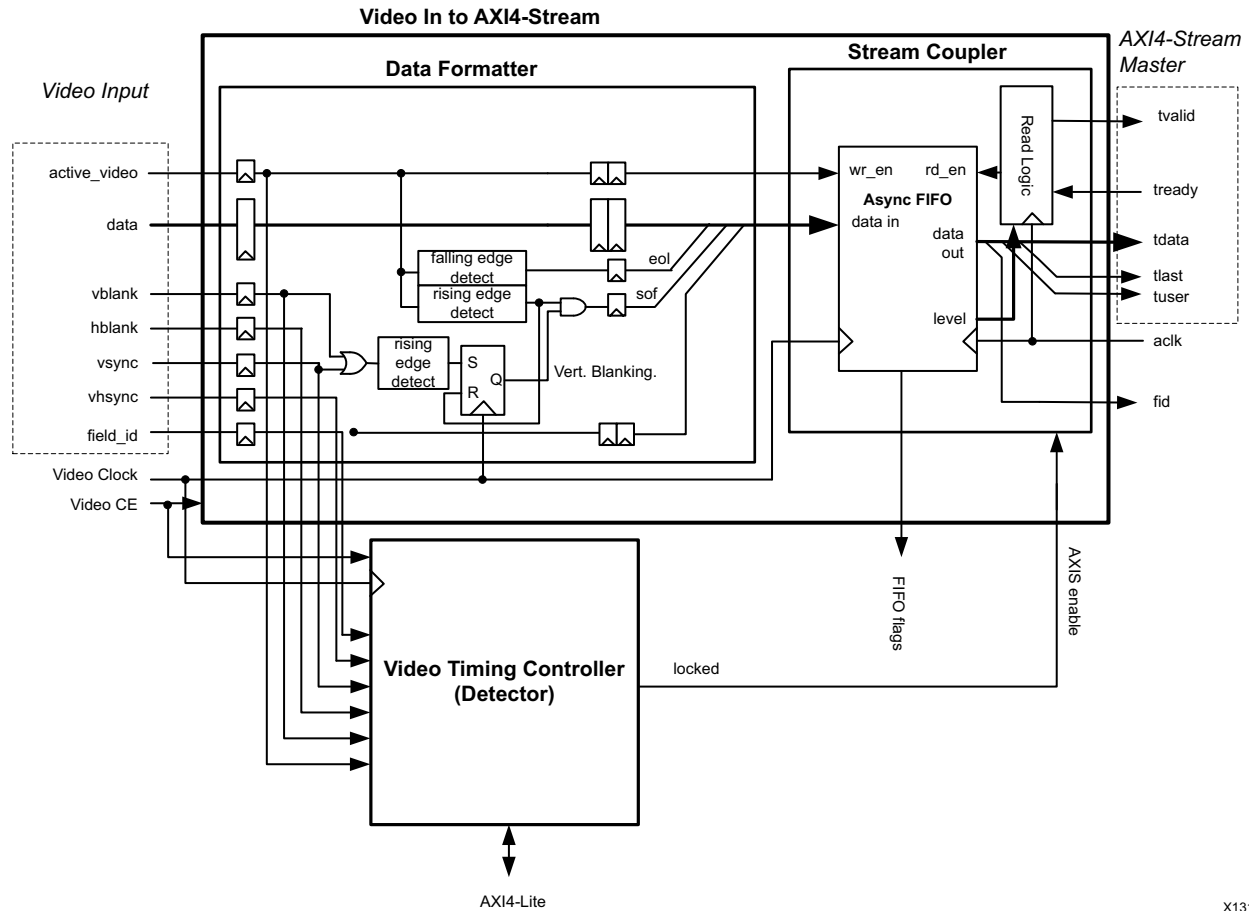 Video In to AXI4-Stream
AXI4-Stream
Master
Stream Coupler
Data Formatter
Video Input
active_video
data
vblank
hblank
vsync
vhsync
field_id
Video Clock
Video CE
falling edge
detect
rising edge
detect
eol
sof
rising
edge
detect
S
R
Q
Vert. Blanking.
wr_en
rd_en
Async FIFO
data in
data
out
level
Read Logic
tvalid
tready
tdata
tlast
tuser
aclk
fid
FIFO flags
AXIS enable
Video Timing Controller
(Detector)
locked
AXI4-Lite
X131